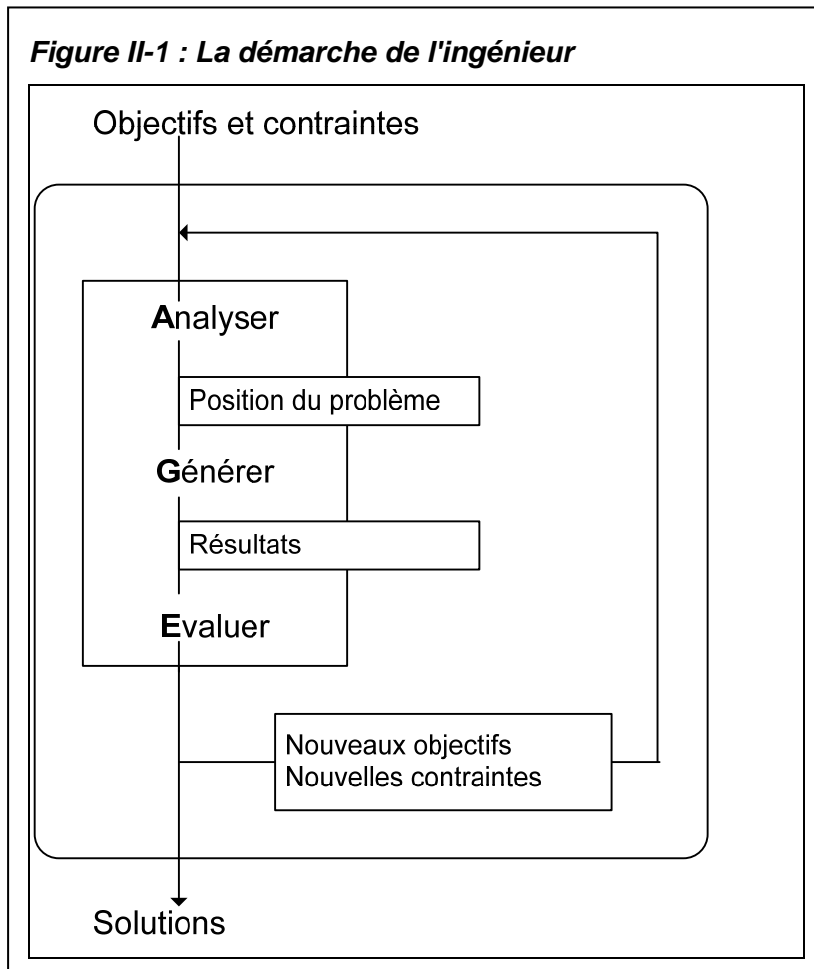 Figure II-1 : La démarche de l'ingénieur
Objectifs et contraintes
Analyser
Position du problème
Générer
Résultats
Evaluer
Nouveaux objectifs
Nouvelles contraintes
Solutions